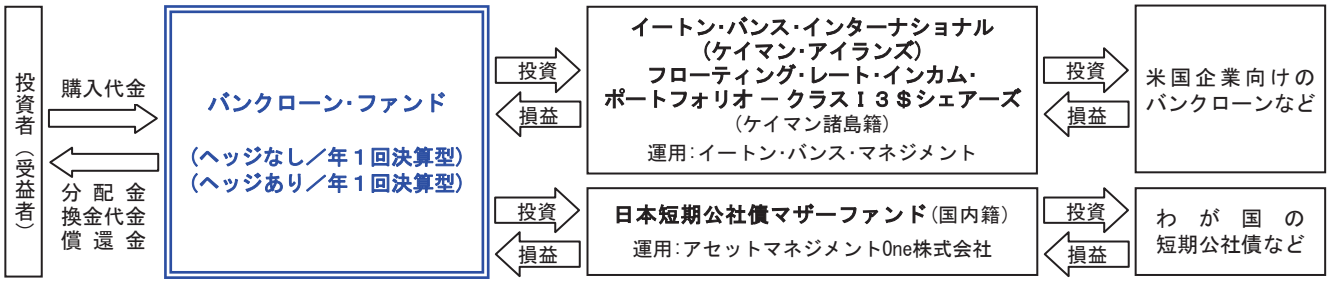 投資者（受益者）
購入代金
分配金
換金代金
償還金
バンクローン・ファンド
(ヘッジなし／年１回決算型)
(ヘッジあり／年１回決算型)
投資
損益
イートン・バンス・インターナショナル
(ケイマン・アイランズ)
フローティング・レート・インカム・
ポートフォリオ － クラスＩ３＄シェアーズ
(ケイマン諸島籍)
運用：イートン・バンス・マネジメント
投資
損益
米国企業向けの
バンクローンなど
投資
損益
日本短期公社債マザーファンド(国内籍)
運用：アセットマネジメントOne株式会社
投資
損益
わが国の
短期公社債など